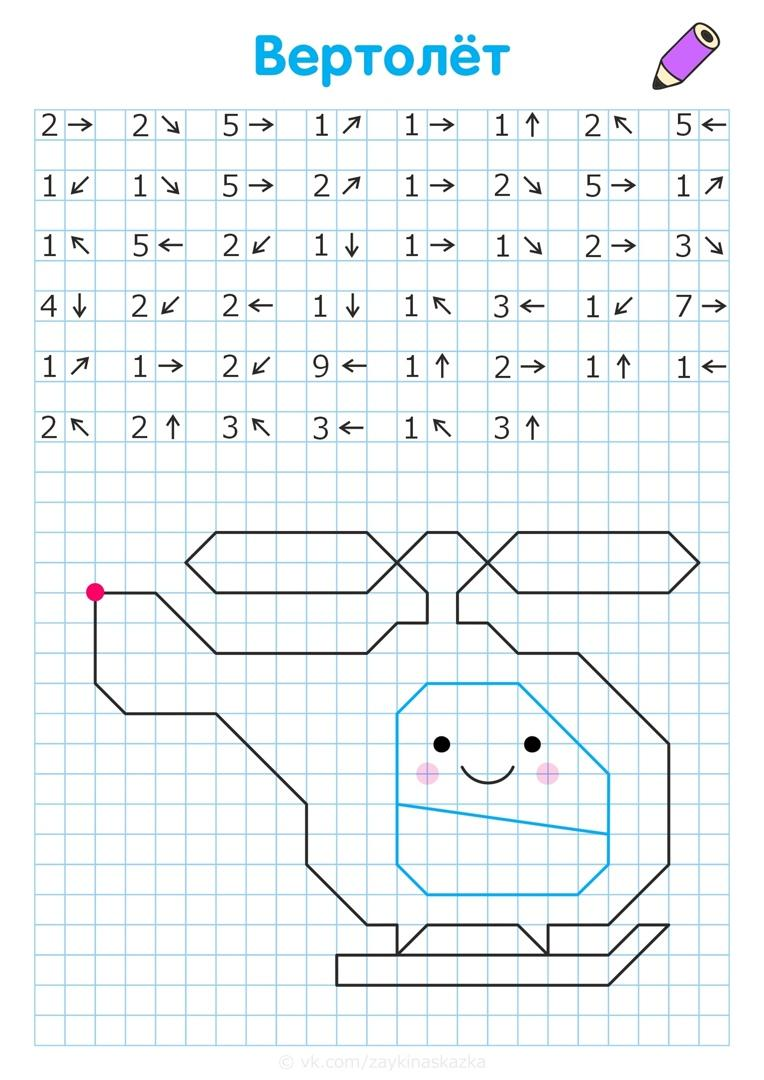 Вертолёт
2→ 2↘ 5→ 1↗ 1→ 1↑ 2↖ 5←
1↙ 1↘ 5→ 2↗ 1→ 2↘ 5→ 1↗
1↖ 5← 2↙ 1↓ 1→ 1↘ 2→ 3↘
4↓ 2↙ 2← 1↓ 1↖ 3← 1↙ 7→
1↗ 1→ 2↙ 9← 1↑ 2→ 1↑ 1←
2↖ 2↑ 3↖ 3← 1↖ 3↑
© vk.com/zaykinaskazka